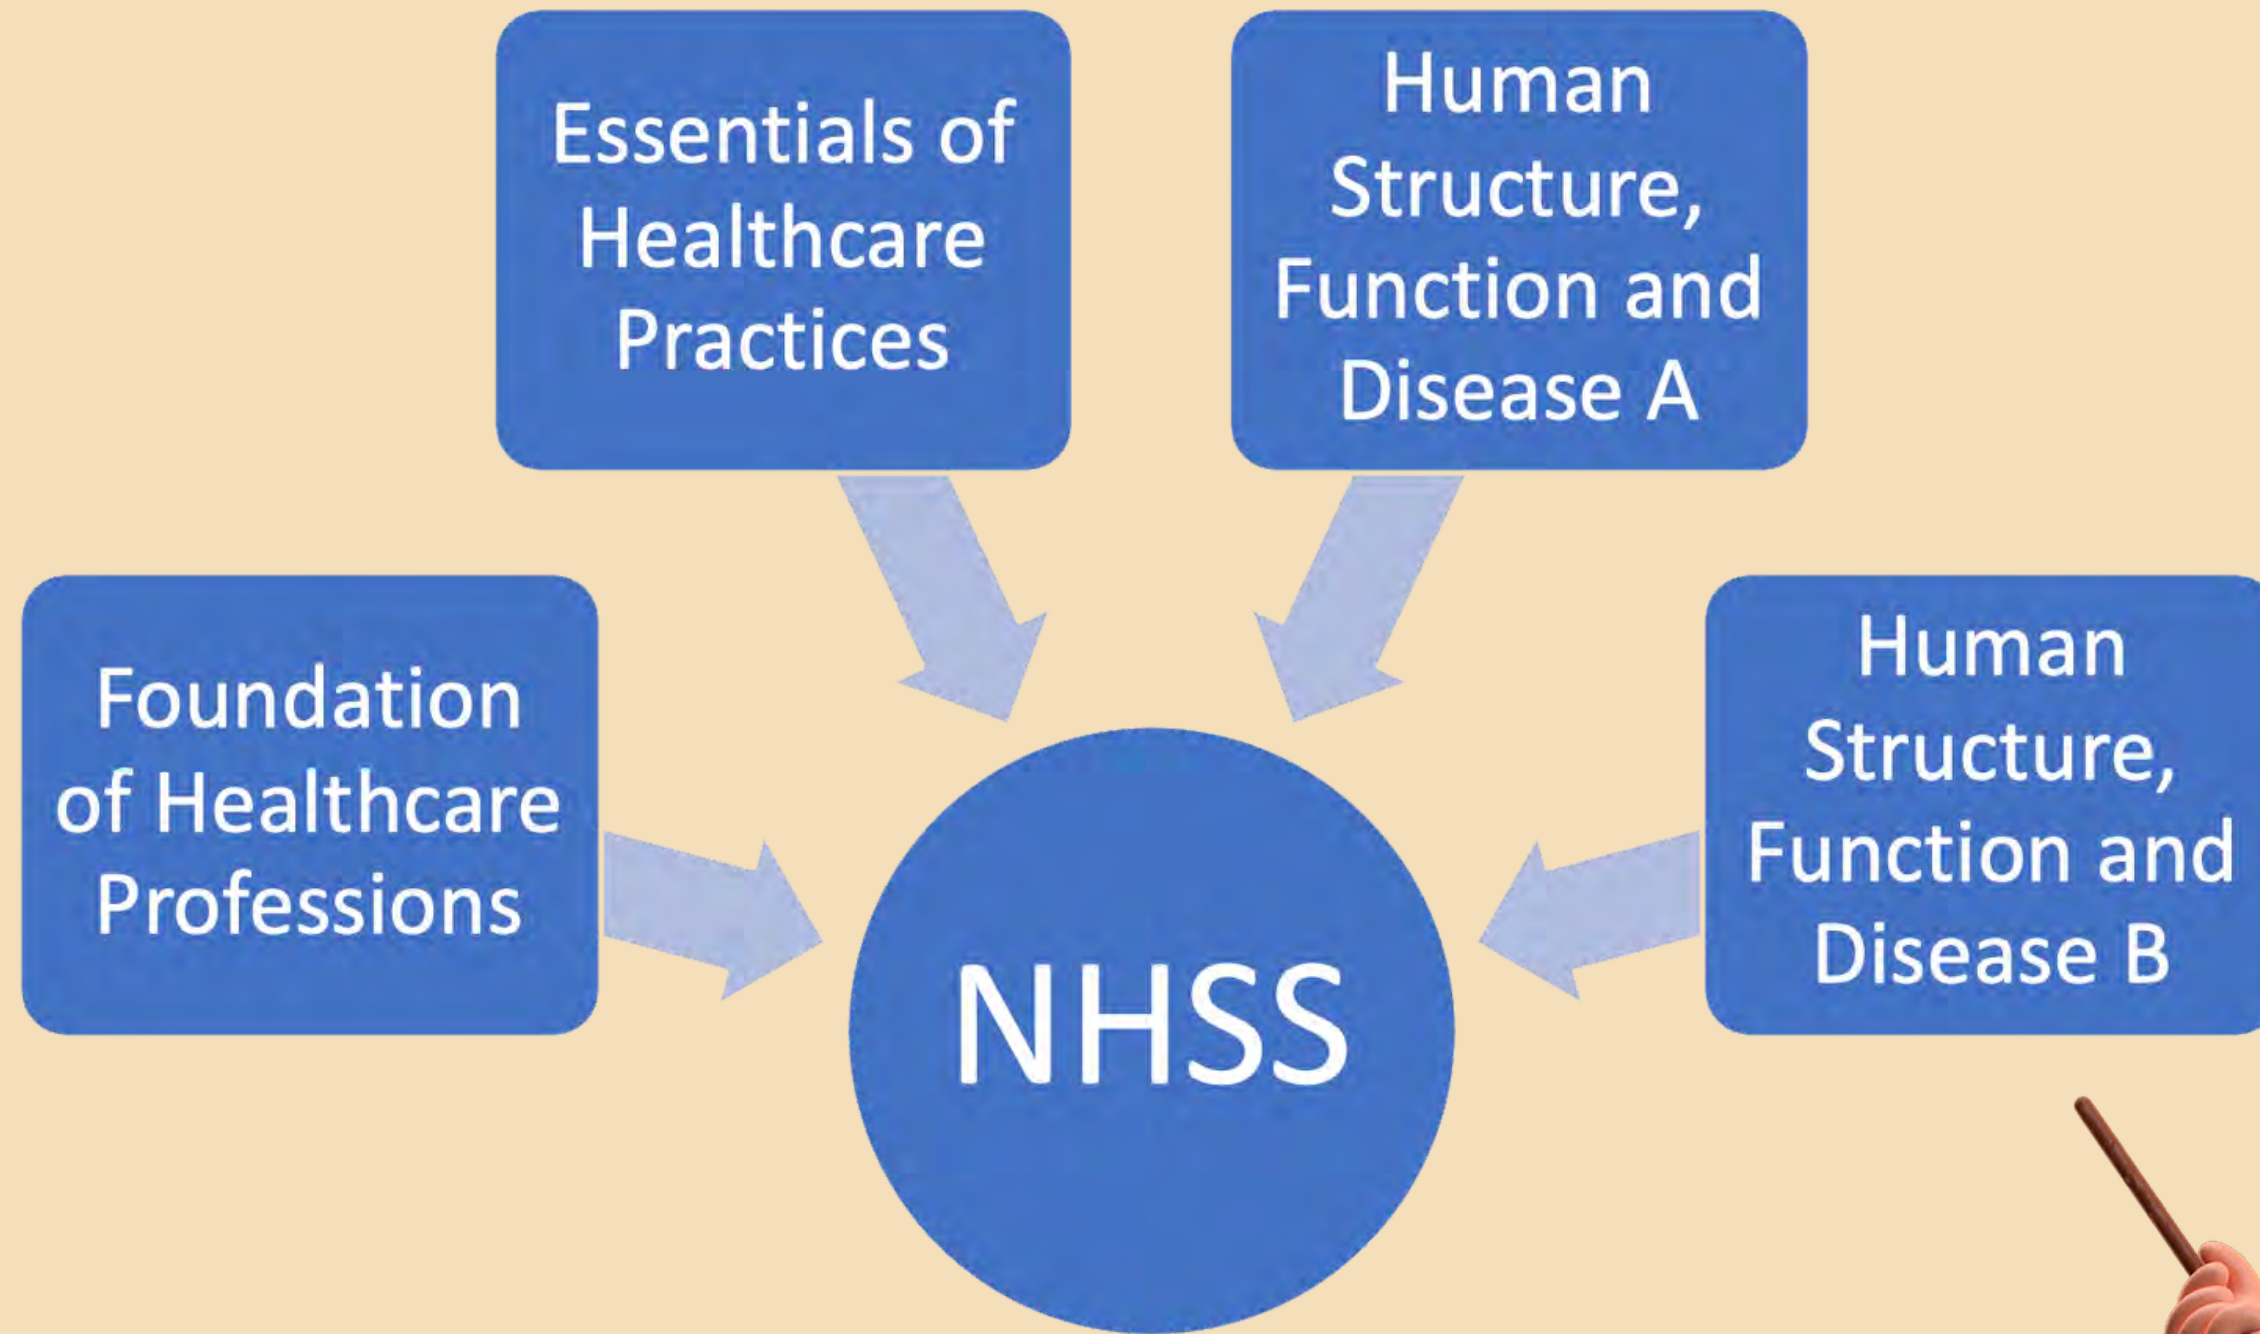 Essentials of
Healthcare
Practices
Human
Structure,
Function and
Disease A
Foundation
of Healthcare
Professions
Human
Structure,
Function and
Disease B
NHSS